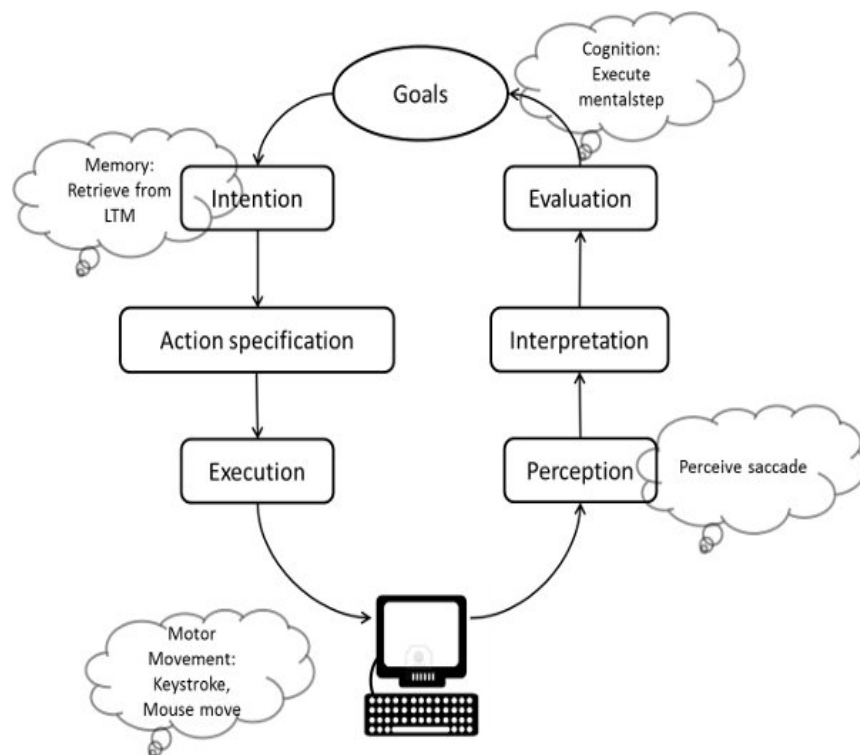 Goals
Cognition:
Execute
mentalstep
Memory:
Retrieve from
LTM
Intention
Evaluation
Action specification
Interpretation
Execution
Perception
Perceive saccade
Motor
Movement:
Keystroke,
Mouse move